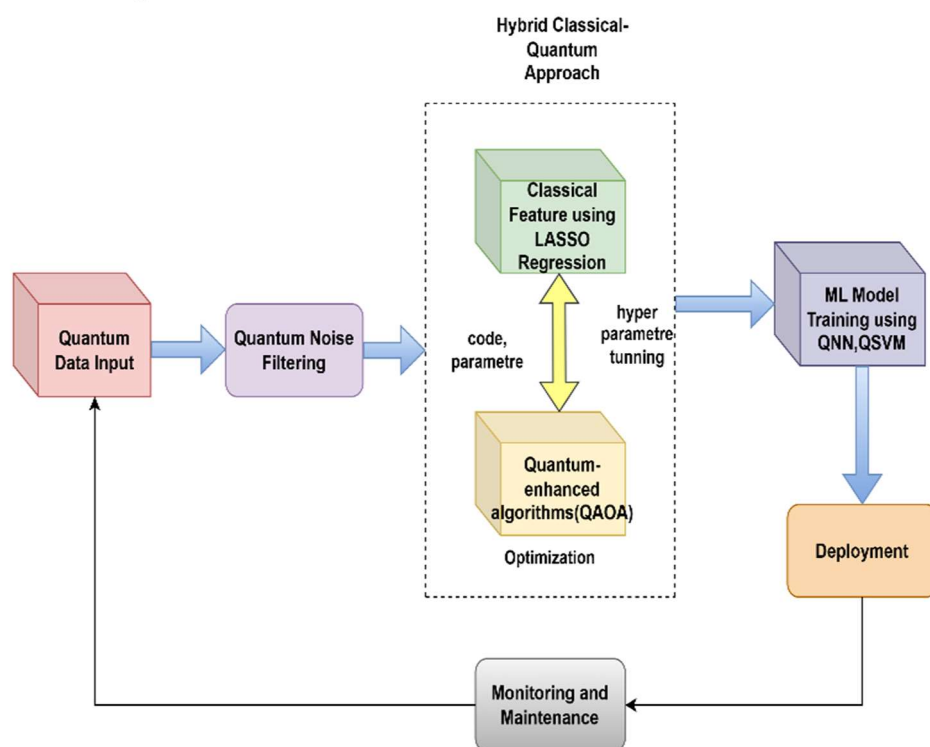 Hybrid Classical-
Quantum
Approach
Quantum
Data Input
Quantum Noise
Filtering
Classical
Feature using
LASSO
Regression
code,
parametre
hyper
parametre
tunning
Quantum-
enhanced
algorithms(QAOA)
Optimization
ML Model
Training using
QNN,QSVM
Deployment
Monitoring and
Maintenance